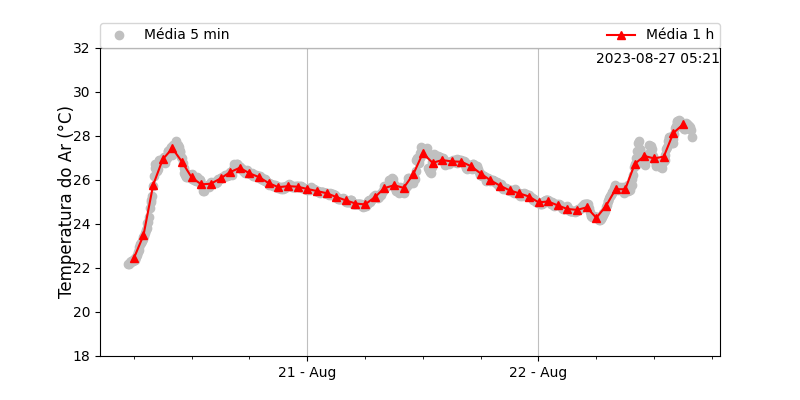 Média 5 min
Média 1 h
2023-08-27 05:21
Temperatura do Ar (°C)
32
30
28
26
24
22
20
18
21 - Aug
22 - Aug